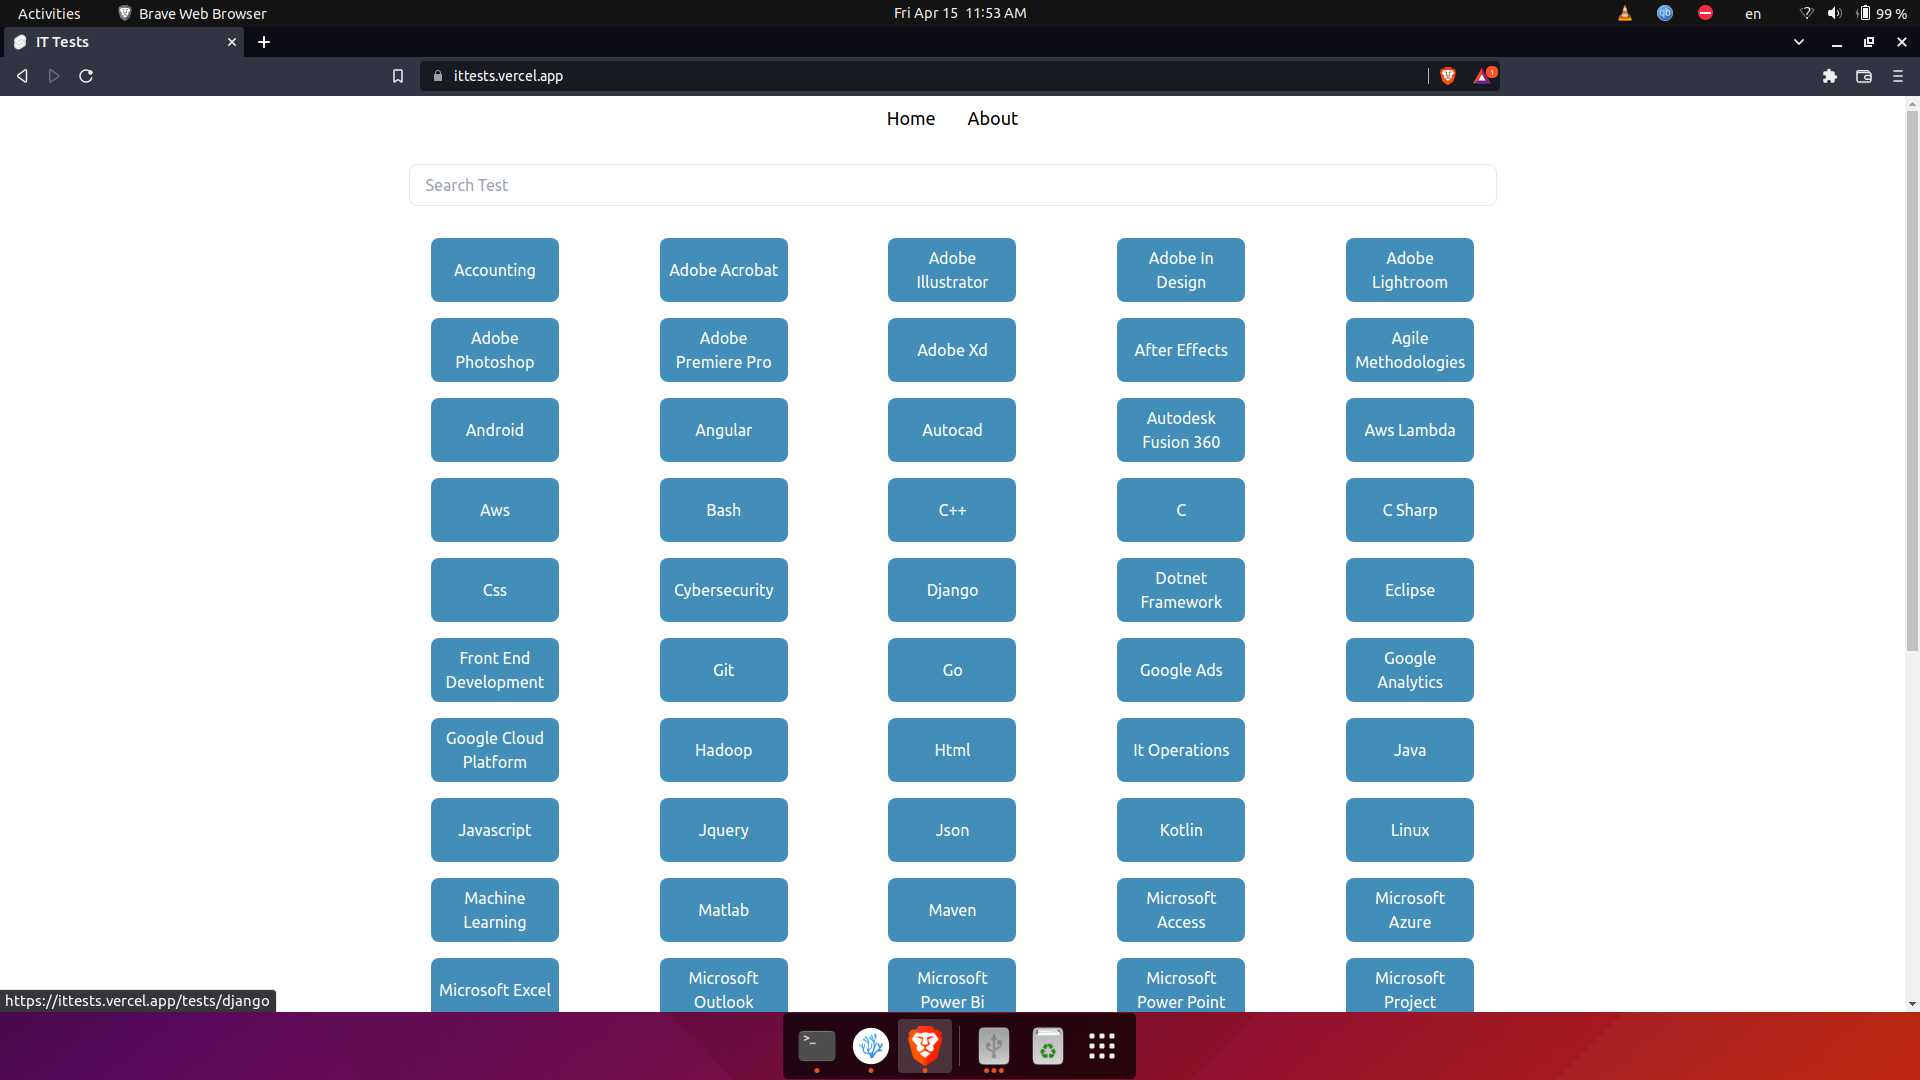 Activities
Brave Web Browser
Fri Apr 15 11:53 AM
en
99 %
IT Tests
ittests.vercel.app
1
Home
About
Search Test
Accounting
Adobe Acrobat
Adobe
Illustrator
Adobe In
Design
Adobe
Lightroom
Adobe
Photoshop
Adobe
Premiere Pro
Adobe Xd
After Effects
Agile
Methodologies
Android
Angular
Autocad
Autodesk
Fusion 360
Aws Lambda
Aws
Bash
C++
C
C Sharp
Css
Cybersecurity
Django
Dotnet
Framework
Eclipse
Front End
Development
Git
Go
Google Ads
Google
Analytics
Google Cloud
Platform
Hadoop
Html
It Operations
Java
Javascript
Jquery
Json
Kotlin
Linux
Machine
Learning
Matlab
Maven
Microsoft
Access
Microsoft
Azure
Microsoft Excel
Microsoft
Outlook
Microsoft
Power Bi
Microsoft
Power Point
Microsoft
Project
https://ittests.vercel.app/tests/django
>_